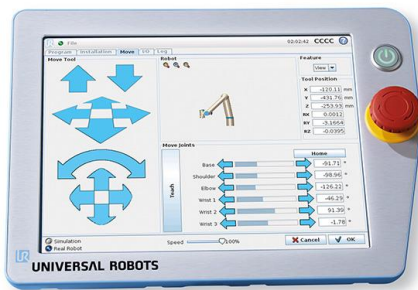 File 02:02:42 CCCC ?
Program Installation Move I/O Log
Move Tool
Robot
Feature
View
Tool Position
X -120.11 mm
Y -431.76 mm
Z -253.93 mm
RX 0.0012
RY -3.1664
RZ -0.0395
Move Joints
Teach
Home
Base -91.71 °
Shoulder -98.96 °
Elbow -126.22 °
Wrist 1 -46.29 °
Wrist 2 91.39 °
Wrist 3 -1.78 °
Simulation
Real Robot
Speed 100%
Cancel
OK
UR UNIVERSAL ROBOTS